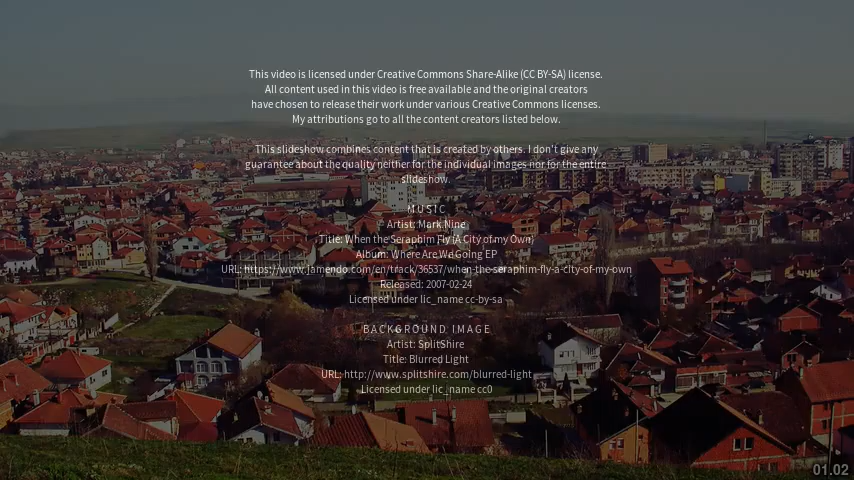 This video is licensed under Creative Commons Share-Alike (CC BY-SA) license.
All content used in this video is free available and the original creators
have chosen to release their work under various Creative Commons licenses.
My attributions go to all the content creators listed below.
This slideshow combines content that is created by others. I don't give any
guarantee about the quality neither for the individual images nor for the entire
slideshow.
MUSIC
Artist: Mark.Nine
Title: When the Seraphim Fly (A City of my Own)
Album: Where Are We Going EP
URL: https://www.jamendo.com/en/track/36537/when-the-seraphim-fly-a-city-of-my-own
Released: 2007-02-24
Licensed under lic_name cc-by-sa
BACKGROUND IMAGE
Artist: SplitShire
Title: Blurred Light
URL: http://www.splitshire.com/blurred-light
Licensed under lic_name cc0
01.02